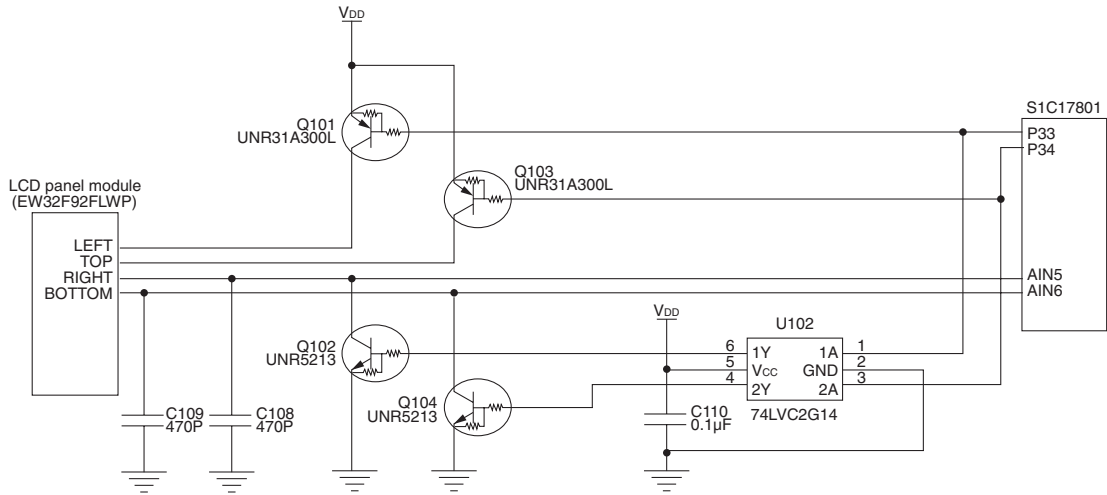 VDD
Q101
UNR31A300L
S1C17801
P33
P34
Q103
UNR31A300L
LCD panel module
(EW32F92FLWP)
LEFT
TOP
RIGHT
BOTTOM
AIN5
AIN6
VDD
U102
Q102
UNR5213
6 1Y 1A 1
5 VCC GND 2
4 2Y 2A 3
74LVC2G14
Q104
UNR5213
C109
470P
C108
470P
C110
0.1µF